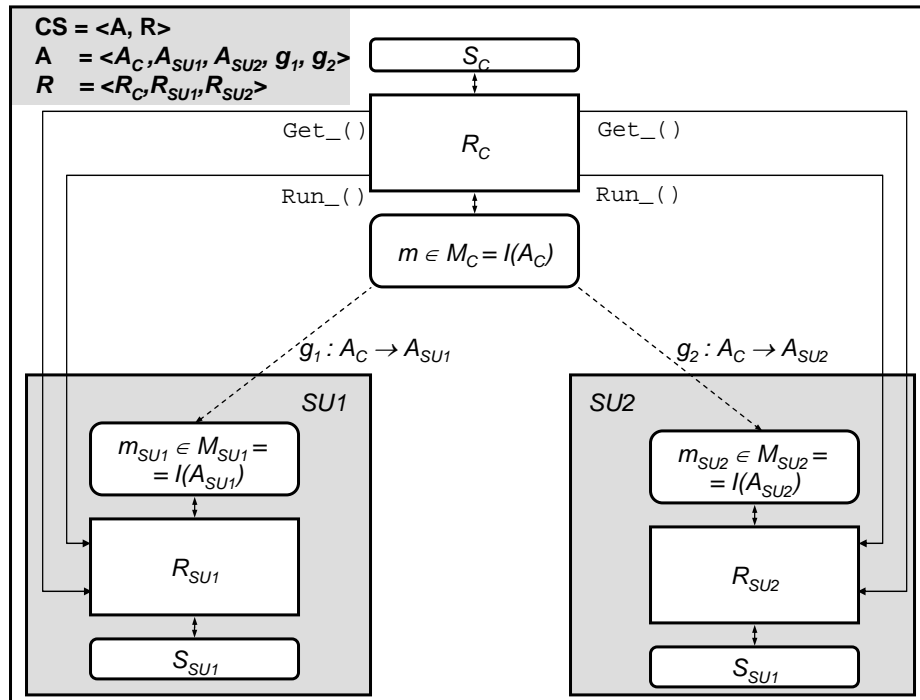 CS = <A, R>
A = <A_C ,A_SU1, A_SU2, g_1, g_2>
R = <R_C,R_SU1,R_SU2>
S_C
Get_()
Get_()
R_C
Run_()
Run_()
m ∈ M_C = I(A_C)
g_1 : A_C → A_SU1
g_2 : A_C → A_SU2
SU1
SU2
m_SU1 ∈ M_SU1 =
= I(A_SU1)
m_SU2 ∈ M_SU2 =
= I(A_SU2)
R_SU1
R_SU2
S_SU1
S_SU1